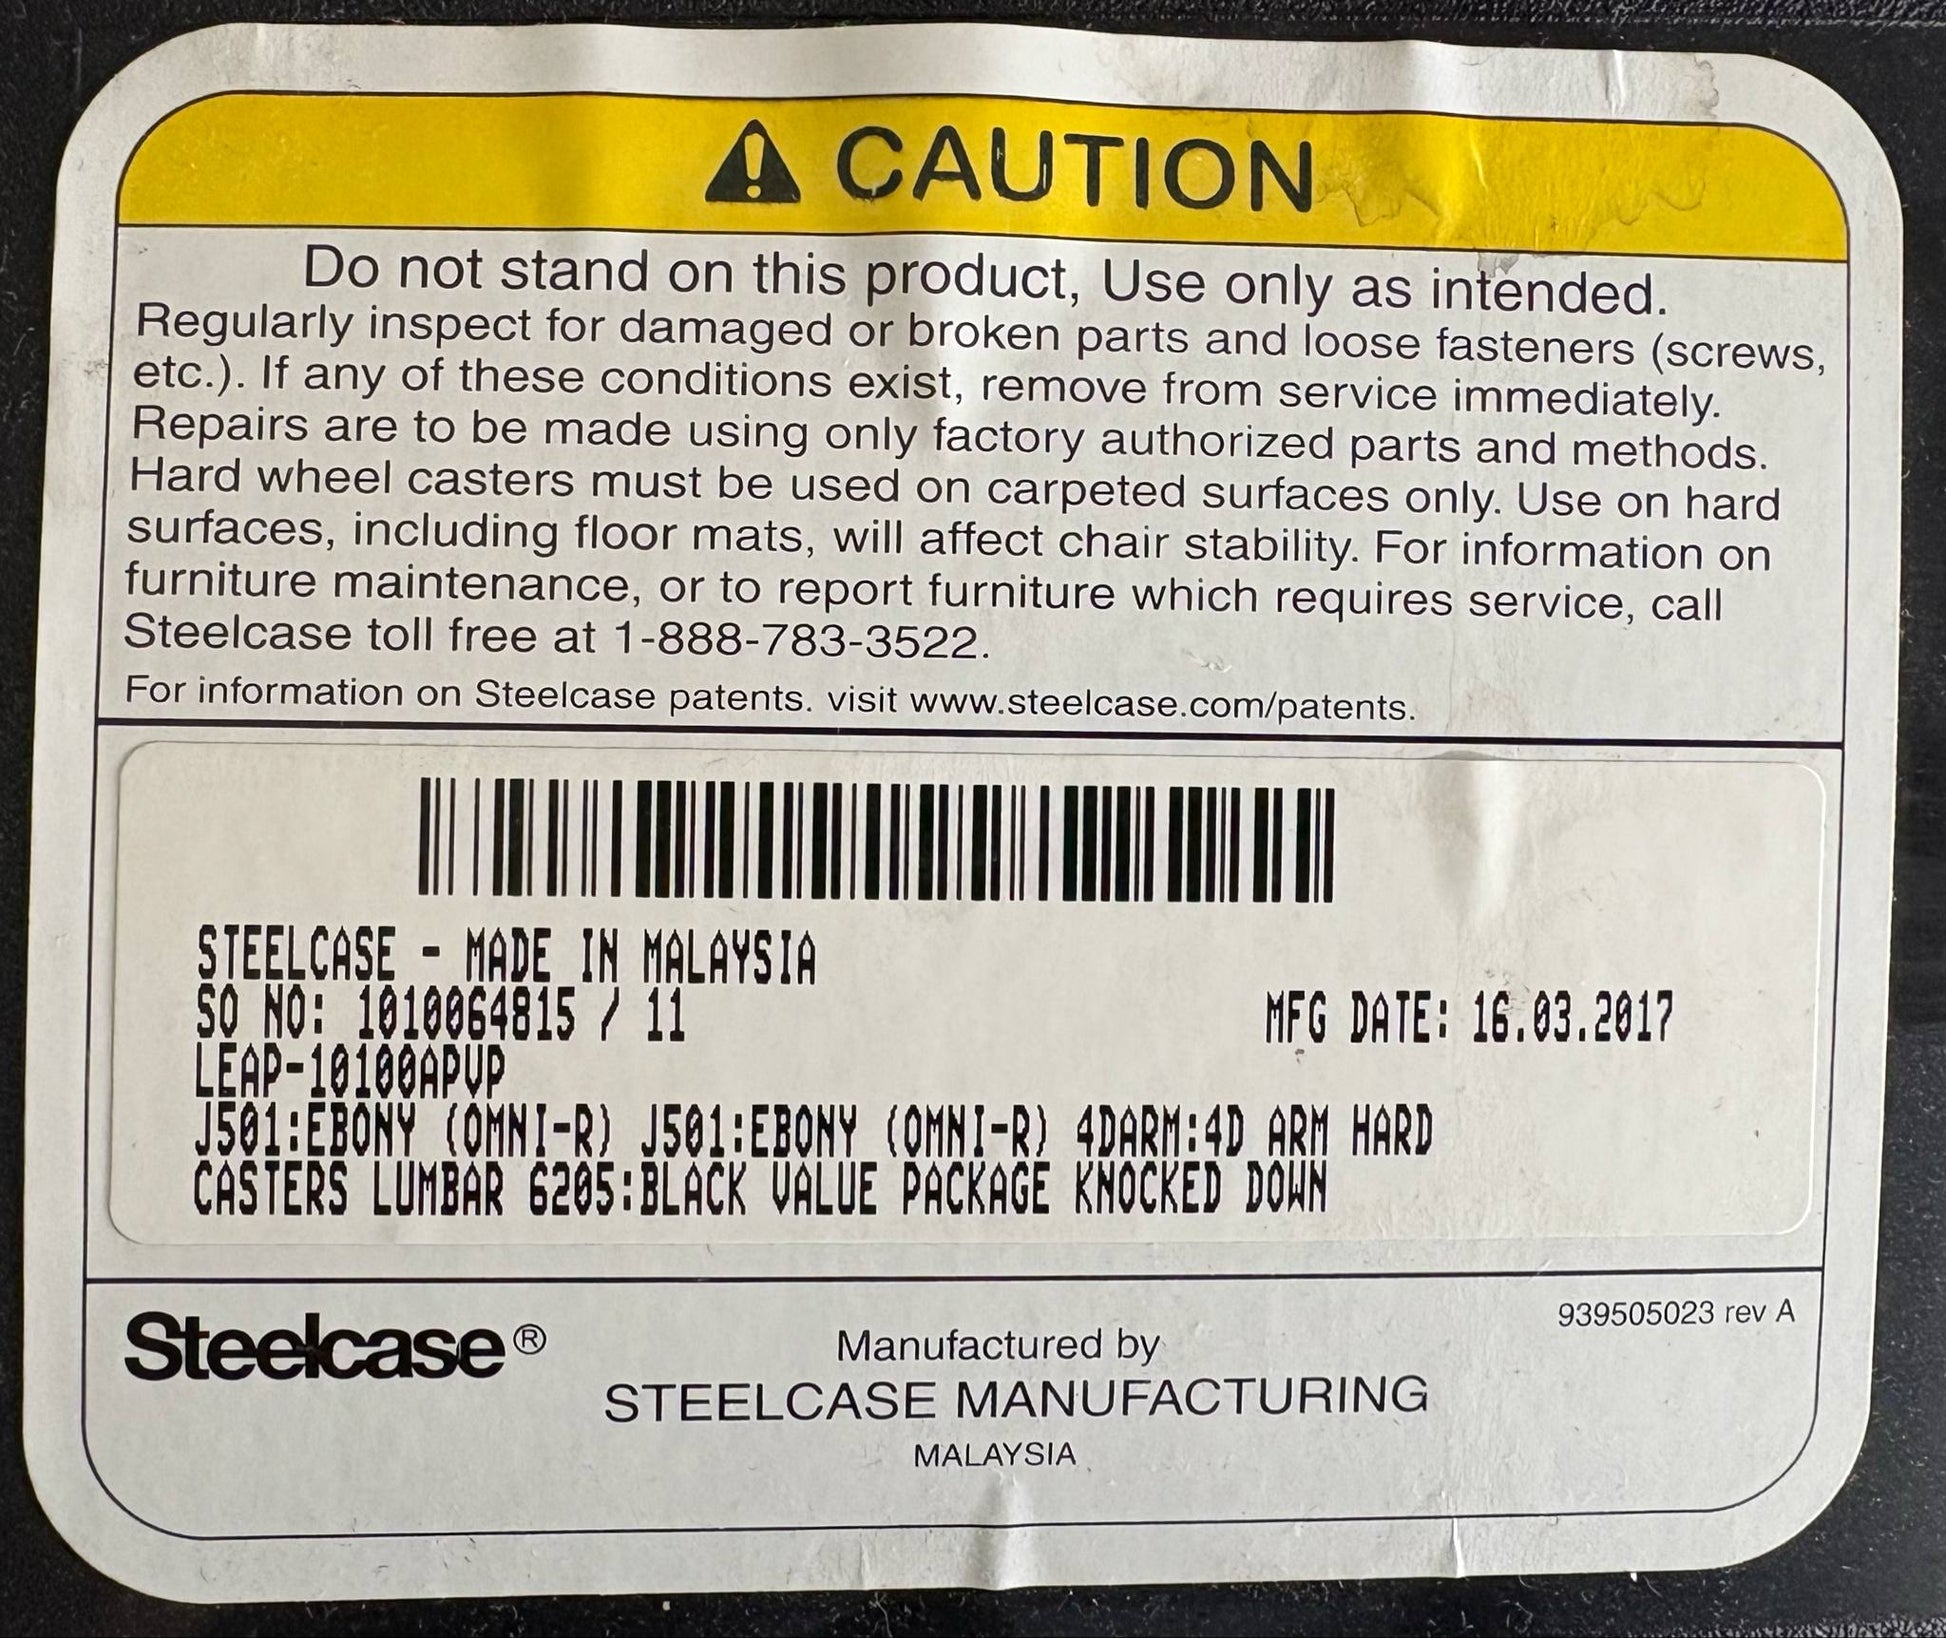 CAUTION
Do not stand on this product, Use only as intended.
Regularly inspect for damaged or broken parts and loose fasteners (screws,
etc.). If any of these conditions exist, remove from service immediately.
Repairs are to be made using only factory authorized parts and methods.
Hard wheel casters must be used on carpeted surfaces only. Use on hard
surfaces, including floor mats, will affect chair stability. For information on
furniture maintenance, or to report furniture which requires service, call
Steelcase toll free at 1-888-783-3522.
For information on Steelcase patents. visit www.steelcase.com/patents.
STEELCASE - MADE IN MALAYSIA
SO NO: 1010064815 / 11 MFG DATE: 16.03.2017
LEAP-10100APVP
J501:EBONY (OMNI-R) J501:EBONY (OMNI-R) 4DARM:4D ARM HARD
CASTERS LUMBAR 6205:BLACK VALUE PACKAGE KNOCKED DOWN
939505023 rev A
Steelcase®
Manufactured by
STEELCASE MANUFACTURING
MALAYSIA